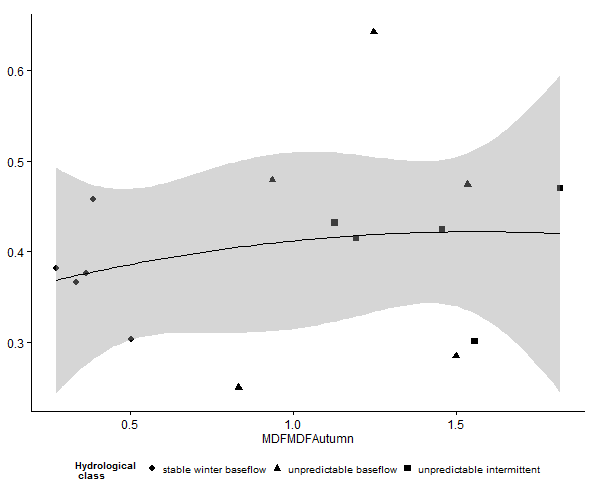 0.6
0.5
0.4
0.3
0.5 1.0 1.5
MDFMDFAutumn
Hydrological
class
stable winter baseflow unpredictable baseflow unpredictable intermittent